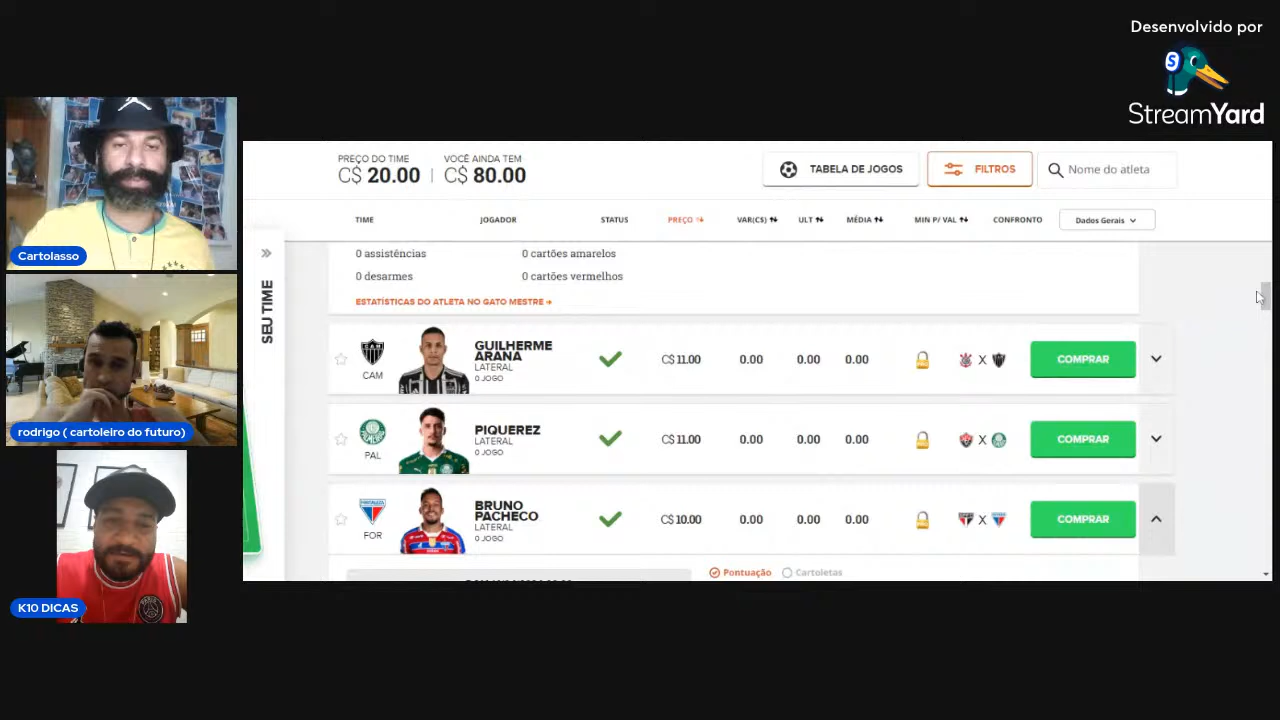 Desenvolvido por
S
StreamYard
Cartolasso
rodrigo ( cartoleiro do futuro)
K10 DICAS
PREÇO DO TIME
C$ 20.00
VOCÊ AINDA TEM
C$ 80.00
TABELA DE JOGOS
FILTROS
Nome do atleta
TIME JOGADOR STATUS PREÇO VAR(C$) ULT MÉDIA MIN P/ VAL CONFRONTO Dados Gerais
SEU TIME
0 assistências 0 cartões amarelos
0 desarmes 0 cartões vermelhos
ESTATÍSTICAS DO ATLETA NO GATO MESTRE
CAM
GUILHERME
ARANA
LATERAL
0 JOGO
C$ 11.00 0.00 0.00 0.00 X COMPRAR
PAL
PIQUEREZ
LATERAL
0 JOGO
C$ 11.00 0.00 0.00 0.00 X COMPRAR
FOR
BRUNO
PACHECO
LATERAL
0 JOGO
C$ 10.00 0.00 0.00 0.00 X COMPRAR
Pontuação Cartoletas